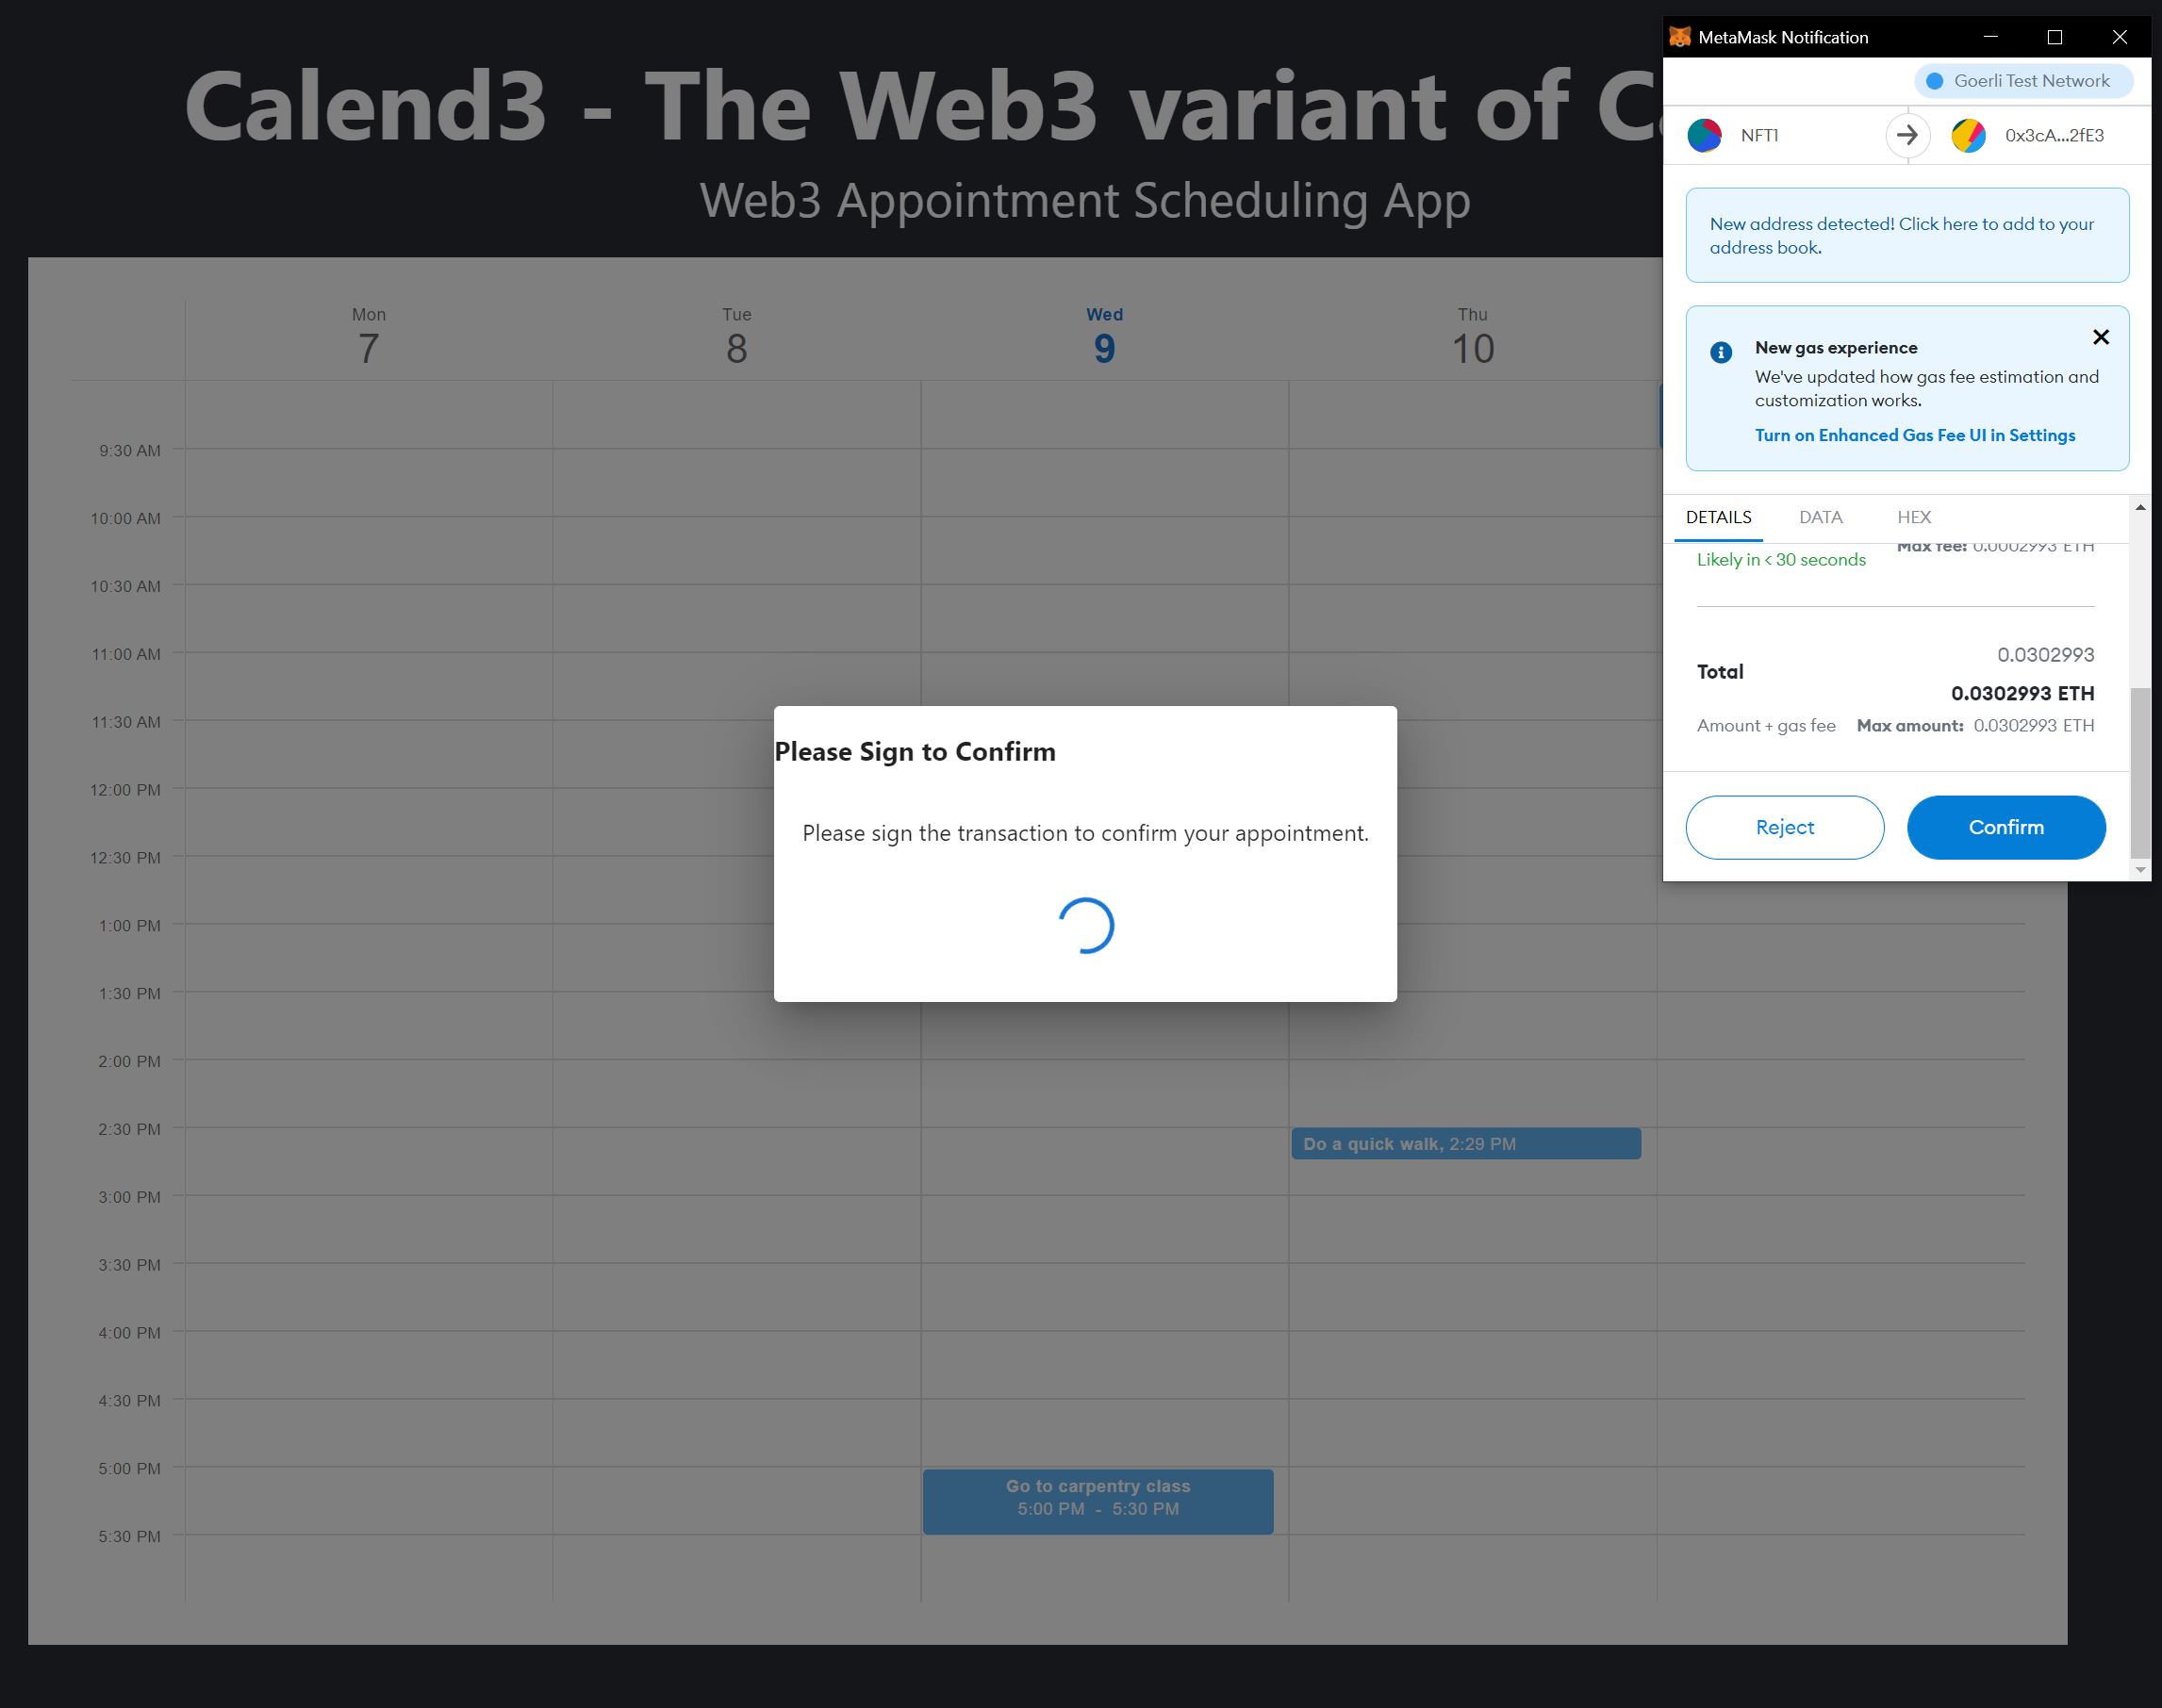 Calend3 - The Web3 variant of C
Web3 Appointment Scheduling App
Mon
7
Tue
8
Wed
9
Thu
10
9:30 AM
10:00 AM
10:30 AM
11:00 AM
11:30 AM
12:00 PM
12:30 PM
1:00 PM
1:30 PM
2:00 PM
2:30 PM
3:00 PM
3:30 PM
4:00 PM
4:30 PM
5:00 PM
5:30 PM
Do a quick walk, 2:29 PM
Go to carpentry class
5:00 PM - 5:30 PM
Please Sign to Confirm
Please sign the transaction to confirm your appointment.
MetaMask Notification
Goerli Test Network
NFT1
0x3cA...2fE3
New address detected! Click here to add to your
address book.
New gas experience
We've updated how gas fee estimation and
customization works.
Turn on Enhanced Gas Fee UI in Settings
DETAILS DATA HEX
Likely in < 30 seconds Max fee: 0.0002993 ETH
0.0302993
Total
0.0302993 ETH
Amount + gas fee Max amount: 0.0302993 ETH
Reject Confirm